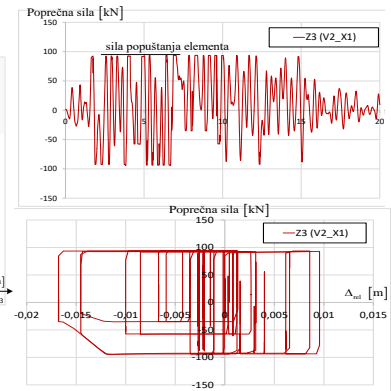 Poprečna sila [kN]
150
Z3 (V2_X1)
100
sila popuštanja elementa
50
0
0 5 10 15 20
-50
-100
-150
Poprečna sila [kN]
150
Z3 (V2_X1)
100
50
0
-0,02 -0,015 -0,01 -0,005 0 0,005 0,01 0,015
Δrel [m]
-50
-100
-150